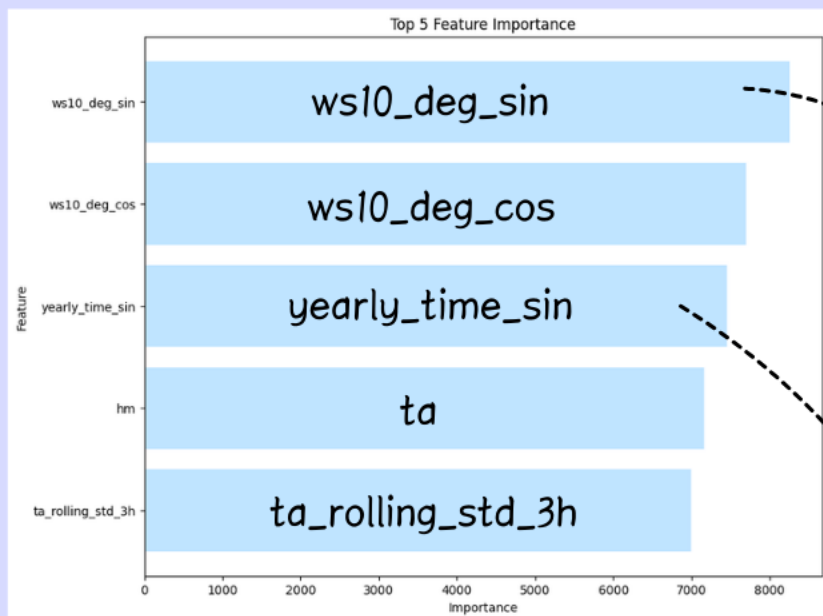 Top 5 Feature Importance
ws10_deg_sin ws10_deg_sin
ws10_deg_cos ws10_deg_cos
yearly_time_sin yearly_time_sin
Feature
hm ta
ta_rolling_std_3h ta_rolling_std_3h
0 1000 2000 3000 4000 5000 6000 7000 8000
Importance